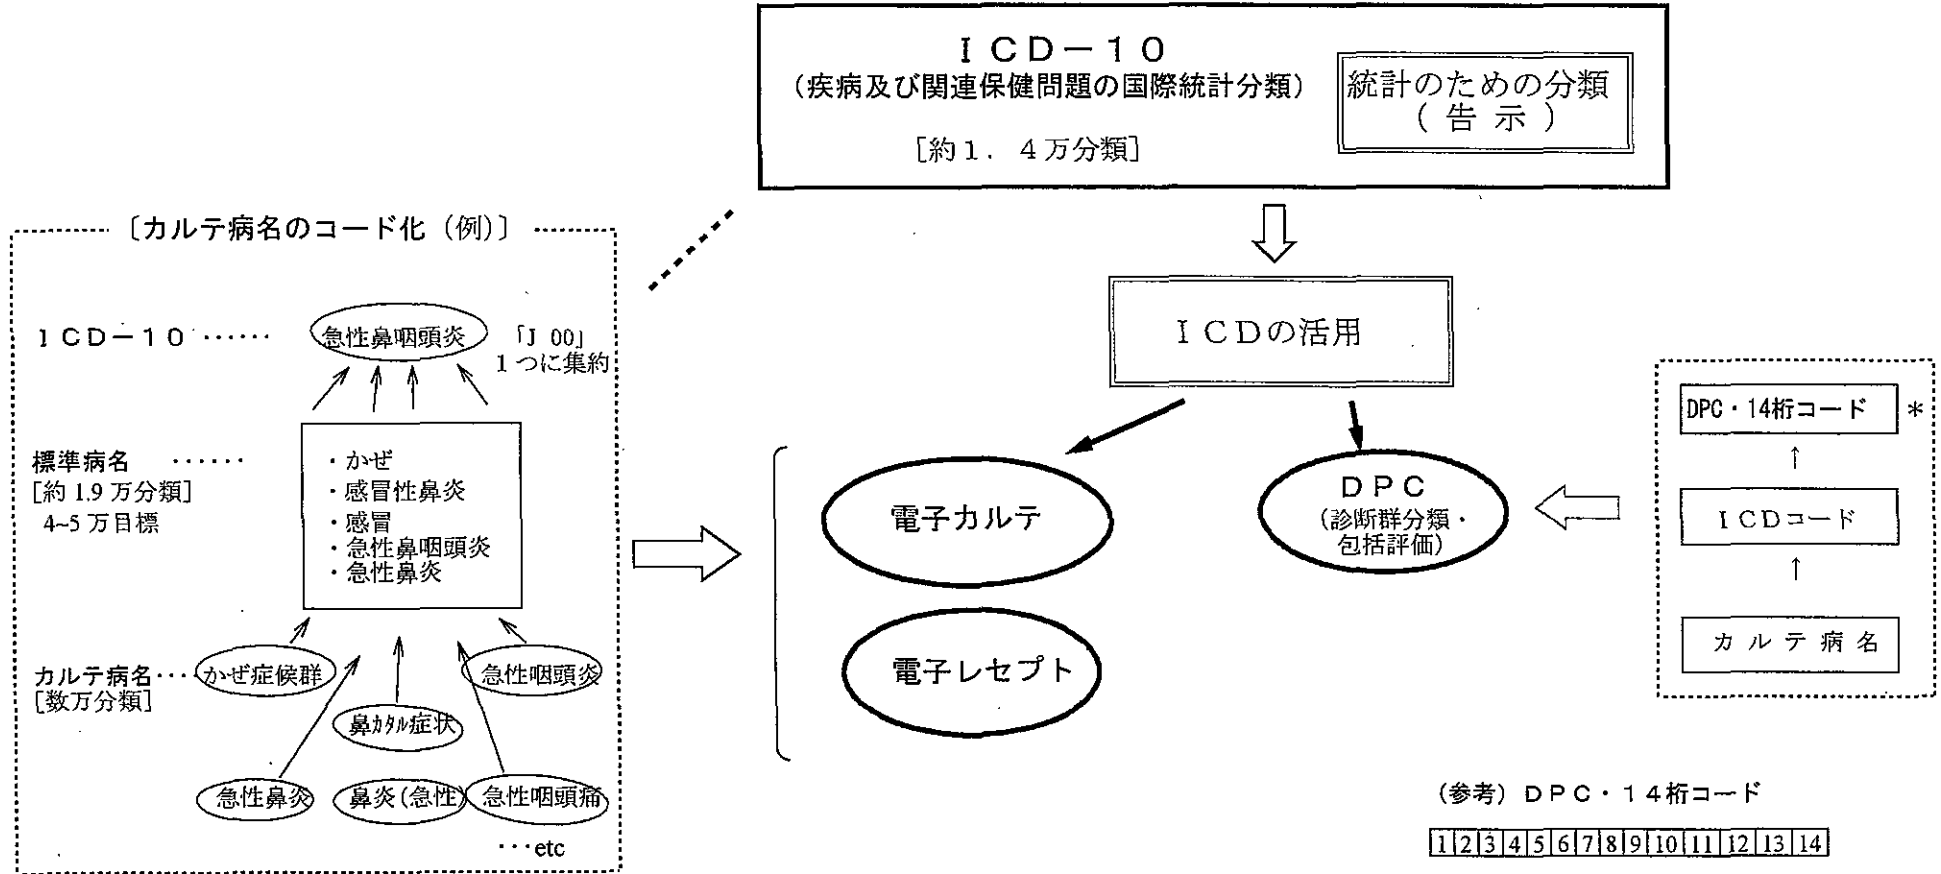 ＩＣＤ－１０
（疾病及び関連保健問題の国際統計分類）
［約１．４万分類］
統計のための分類
（ 告 示 ）
ＩＣＤの活用
〔カルテ病名のコード化（例）〕
ＩＣＤ－１０ ‥‥‥
急性鼻咽頭炎
「J 00」
1つに集約
標準病名 ‥‥‥
［約 1.9 万分類］
4~5 万目標
・かぜ
・感冒性鼻炎
・感冒
・急性鼻咽頭炎
・急性鼻炎
カルテ病名‥‥
［数万分類］
かぜ症候群
急性咽頭炎
鼻ｶﾀﾙ症状
急性鼻炎
鼻炎(急性)
急性咽頭痛
･･･etc
電子カルテ
電子レセプト
ＤＰＣ
（診断群分類・
包括評価）
DPC・14桁コード ＊
↑
ＩＣＤコード
↑
カ ル テ 病 名
（参考）ＤＰＣ・１４桁コード
1 2 3 4 5 6 7 8 9 10 11 12 13 14